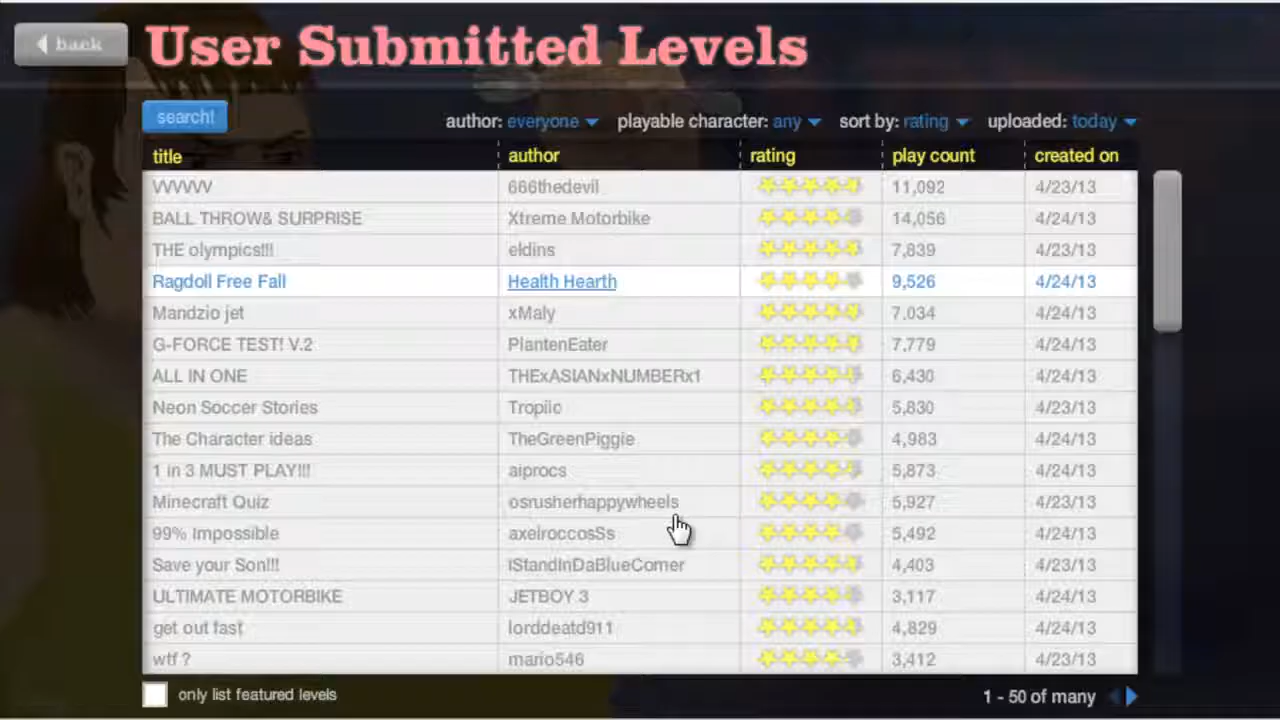 back
User Submitted Levels
search!
author: everyone playable character: any sort by: rating uploaded: today
title author rating play count created on
VVVVVV 666thedevil 11,092 4/23/13
BALL THROW& SURPRISE Xtreme Motorbike 14,056 4/24/13
THE olympics!!! eldins 7,839 4/23/13
Ragdoll Free Fall Health Hearth 9,526 4/24/13
Mandzio jet xMaly 7,034 4/24/13
G-FORCE TEST! V.2 PlantenEater 7,779 4/24/13
ALL IN ONE THExASIANxNUMBERx1 6,430 4/24/13
Neon Soccer Stories Tropiio 5,830 4/23/13
The Character ideas TheGreenPiggie 4,983 4/24/13
1 in 3 MUST PLAY!!! aiprocs 5,873 4/24/13
Minecraft Quiz osrusherhappywheels 5,927 4/23/13
99% Impossible axelroccosSs 5,492 4/24/13
Save your Son!!! IStandInDaBlueCorner 4,403 4/23/13
ULTIMATE MOTORBIKE JETBOY 3 3,117 4/24/13
get out fast lorddeatd911 4,829 4/24/13
wtf ? mario546 3,412 4/23/13
only list featured levels 1 - 50 of many